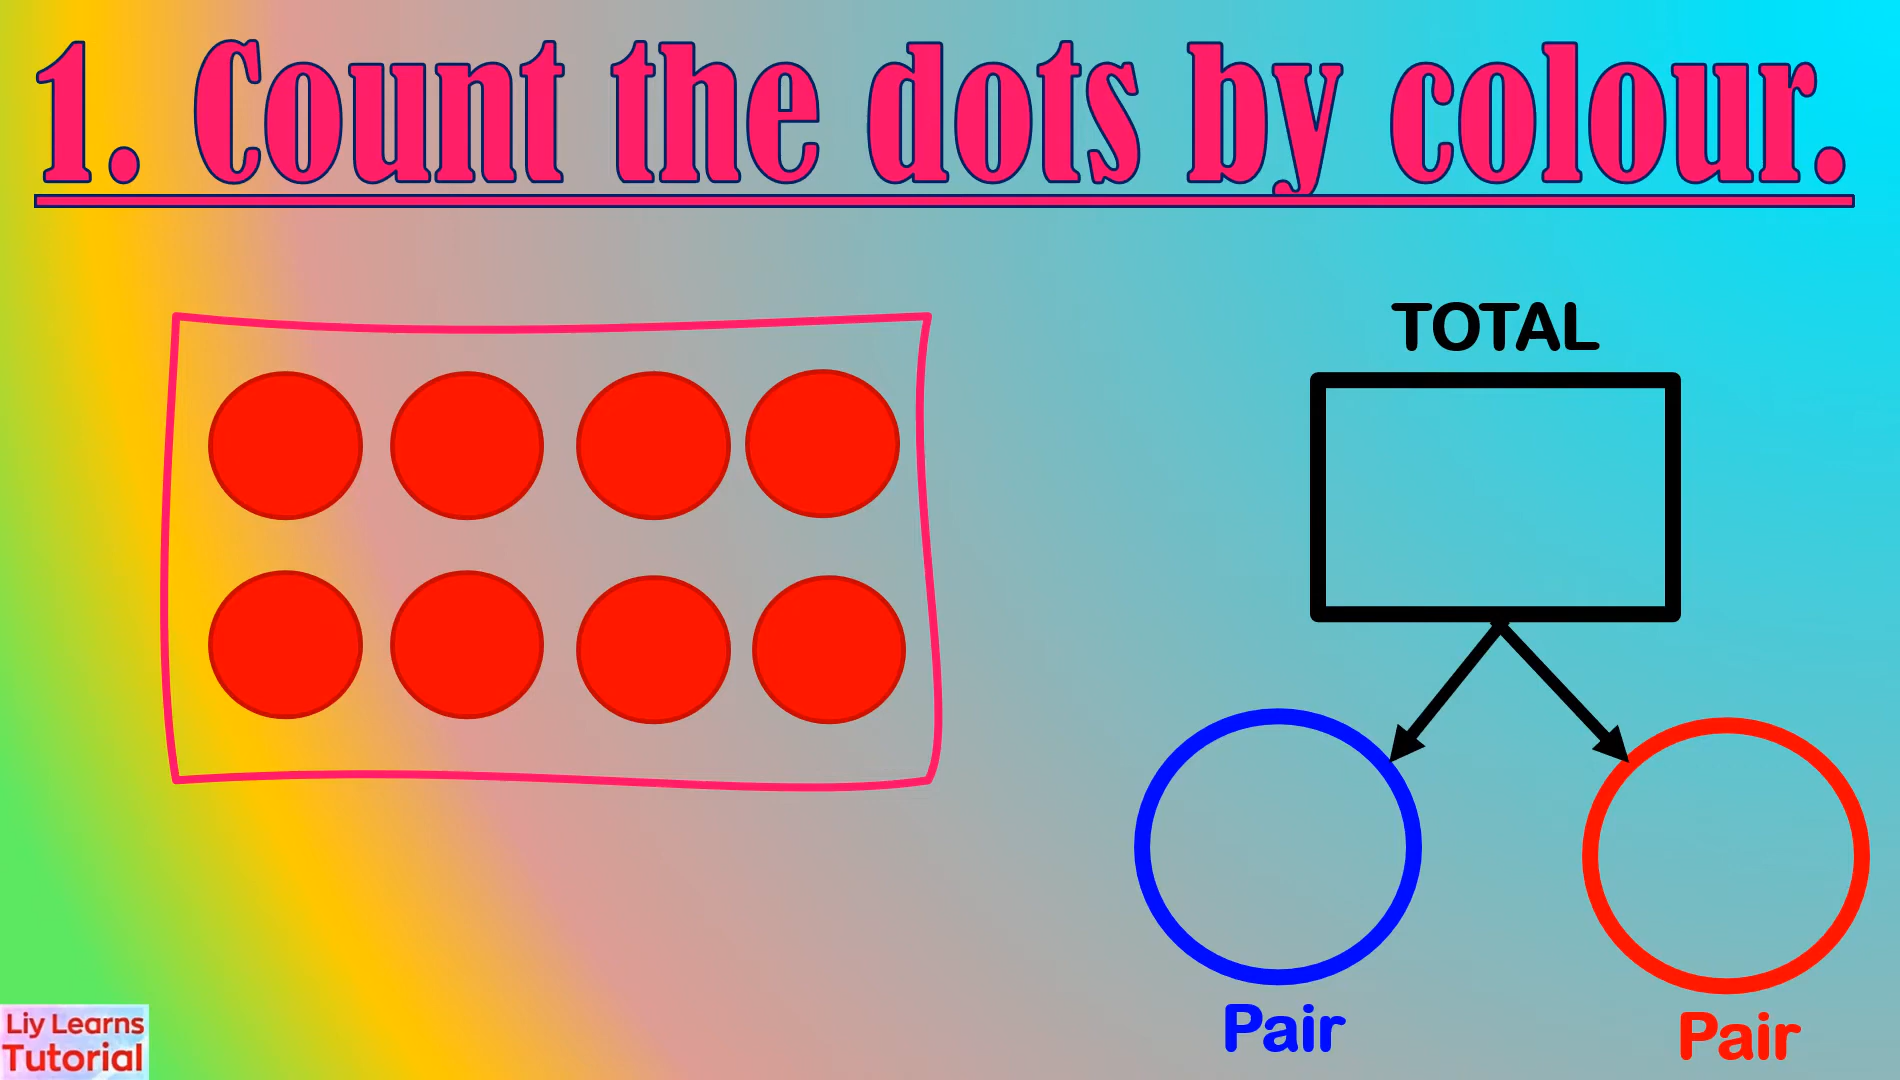 1. Count the dots by colour.
TOTAL
Pair
Pair
Liy Learns
Tutorial